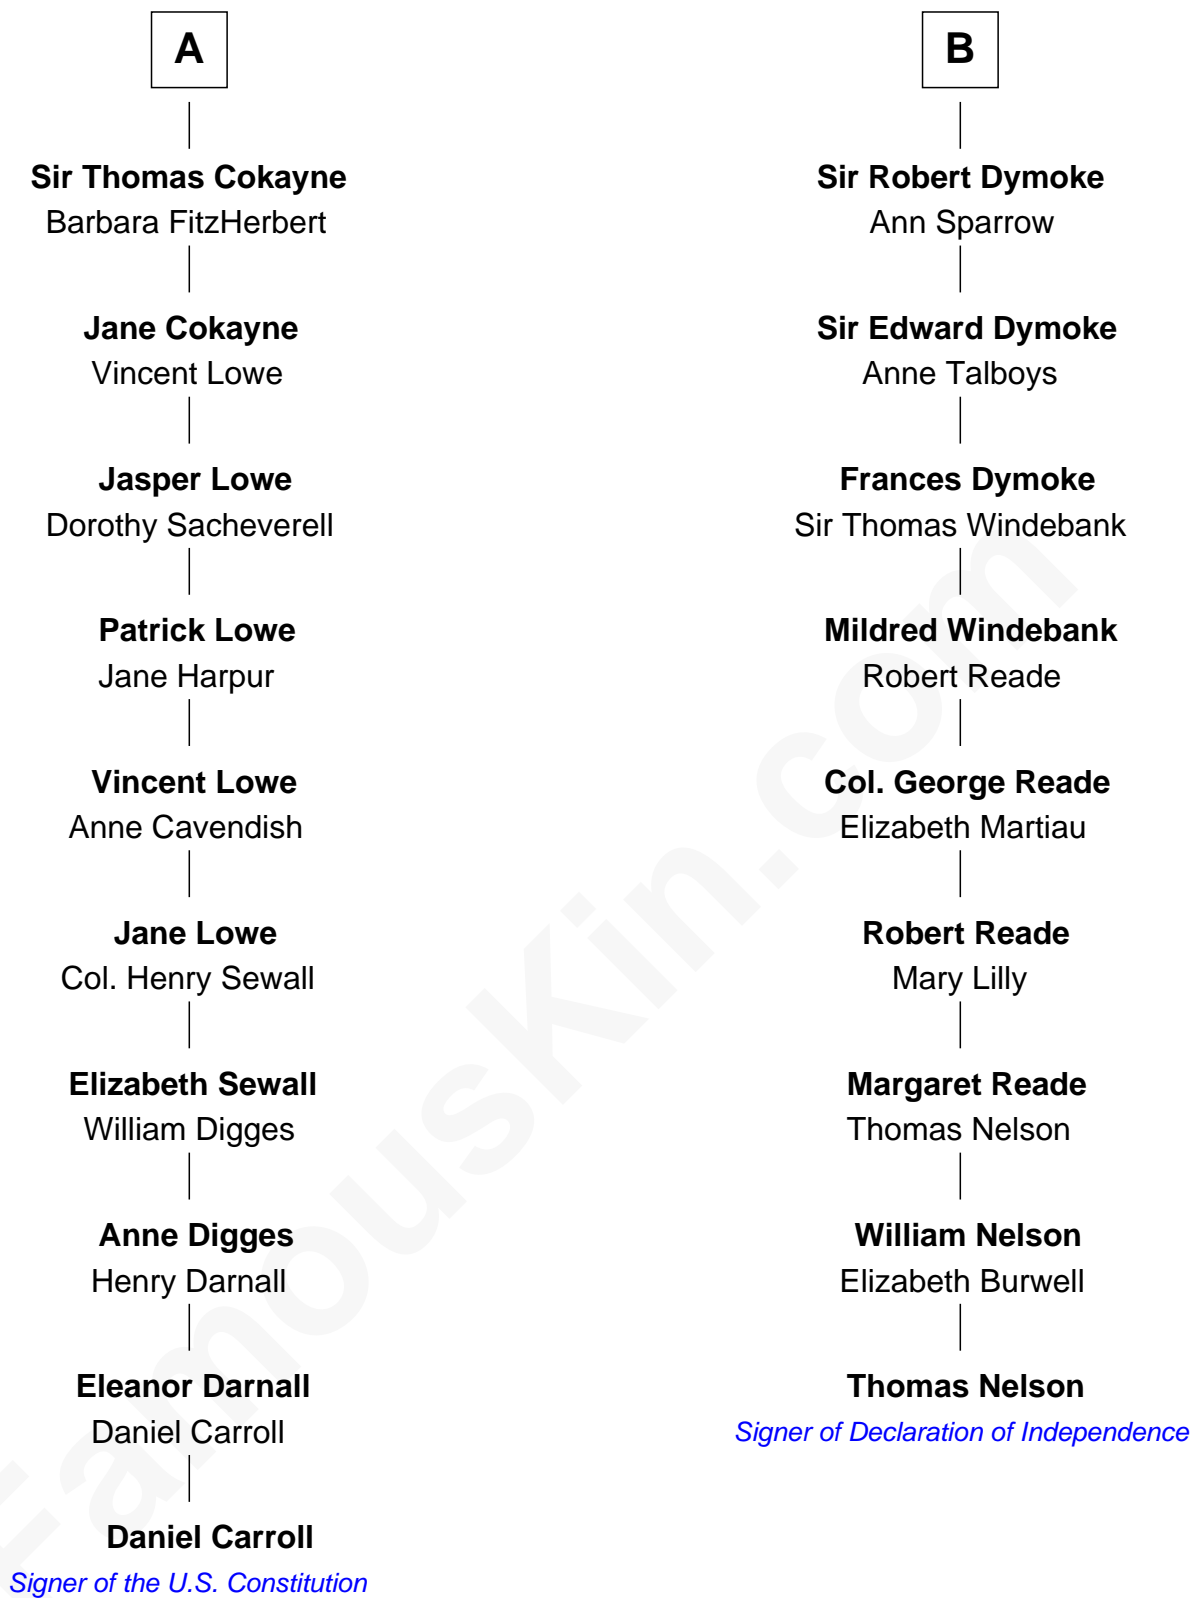 A
Sir Thomas Cokayne
Barbara FitzHerbert
Jane Cokayne
Vincent Lowe
Jasper Lowe
Dorothy Sacheverell
Patrick Lowe
Jane Harpur
Vincent Lowe
Anne Cavendish
Jane Lowe
Col. Henry Sewall
Elizabeth Sewall
William Digges
Anne Digges
Henry Darnall
Eleanor Darnall
Daniel Carroll
Daniel Carroll
Signer of the U.S. Constitution
B
Sir Robert Dymoke
Ann Sparrow
Sir Edward Dymoke
Anne Talboys
Frances Dymoke
Sir Thomas Windebank
Mildred Windebank
Robert Reade
Col. George Reade
Elizabeth Martiau
Robert Reade
Mary Lilly
Margaret Reade
Thomas Nelson
William Nelson
Elizabeth Burwell
Thomas Nelson
Signer of Declaration of Independence
FamousKin.com